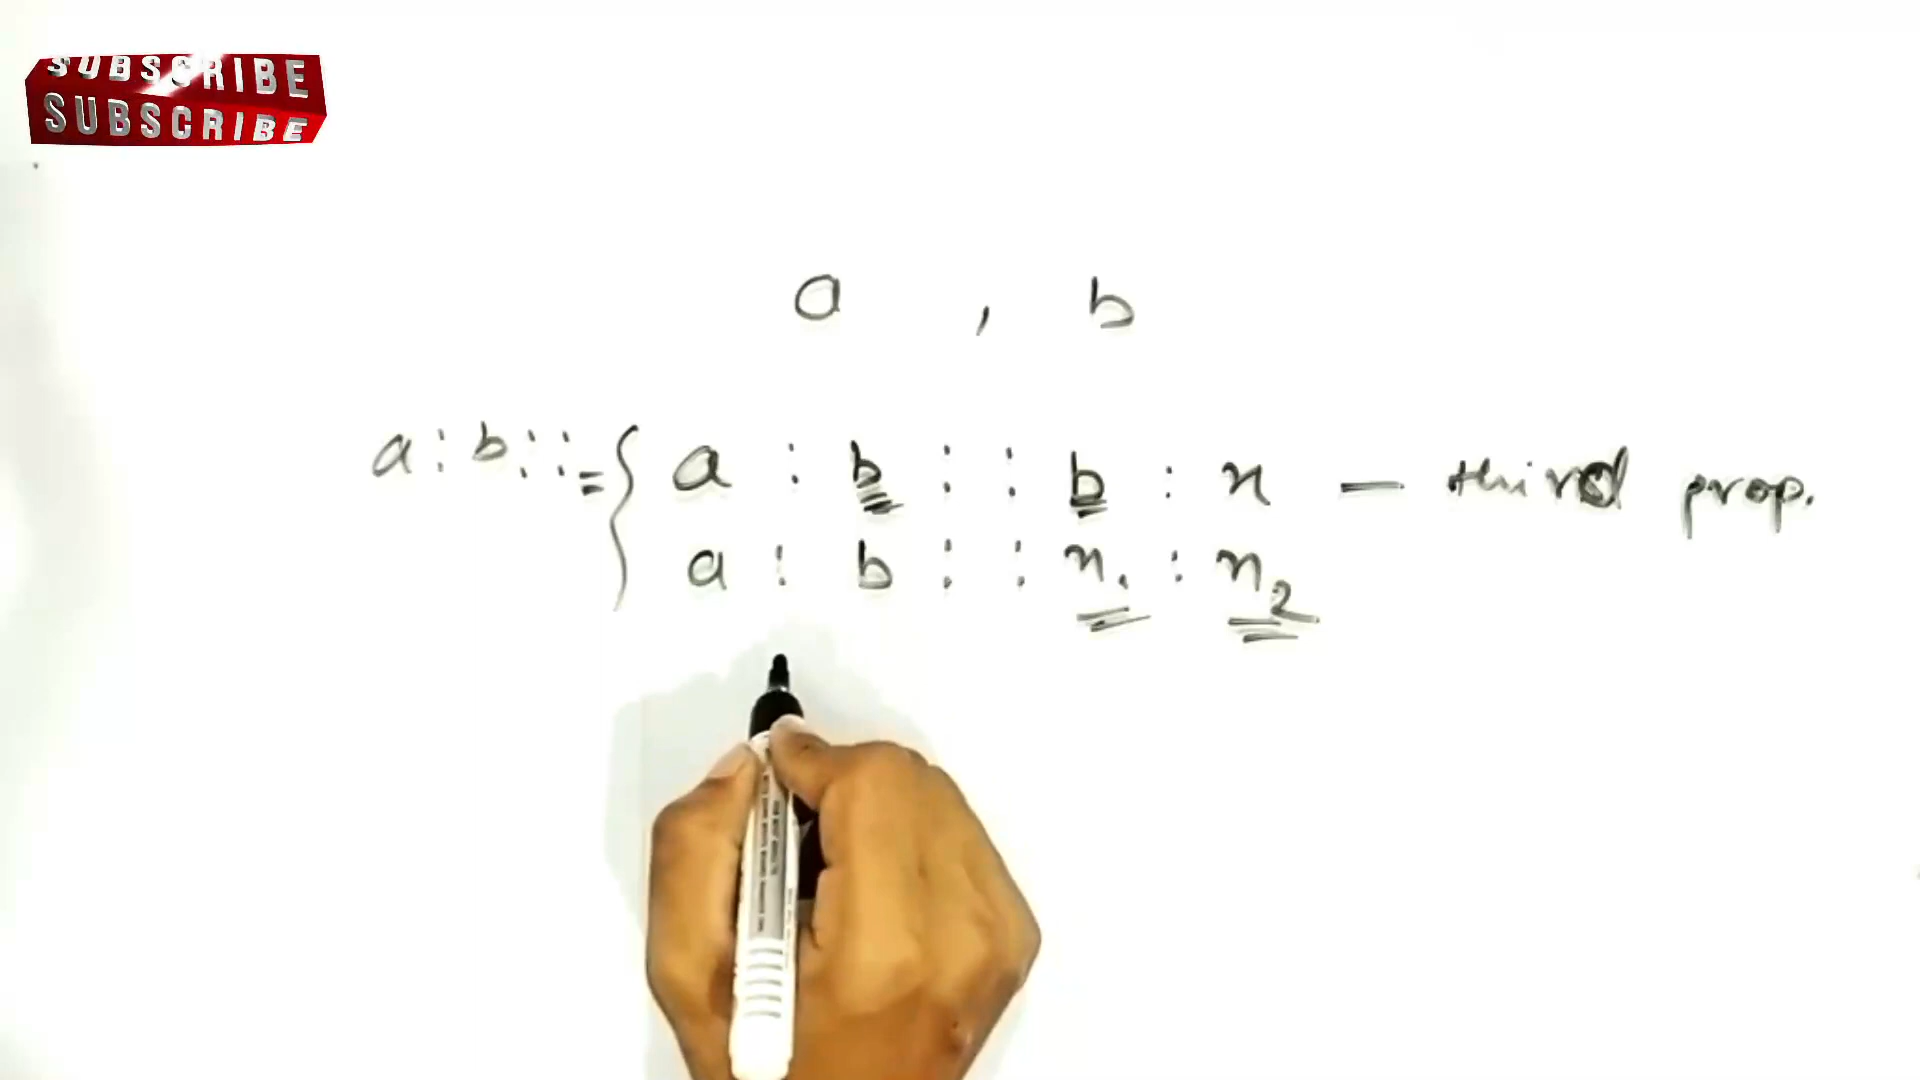 SUBSCRIBE
SUBSCRIBE
a , b
a : b :: = { a : b :: b : x — third prop.
a : b :: x1 : x2